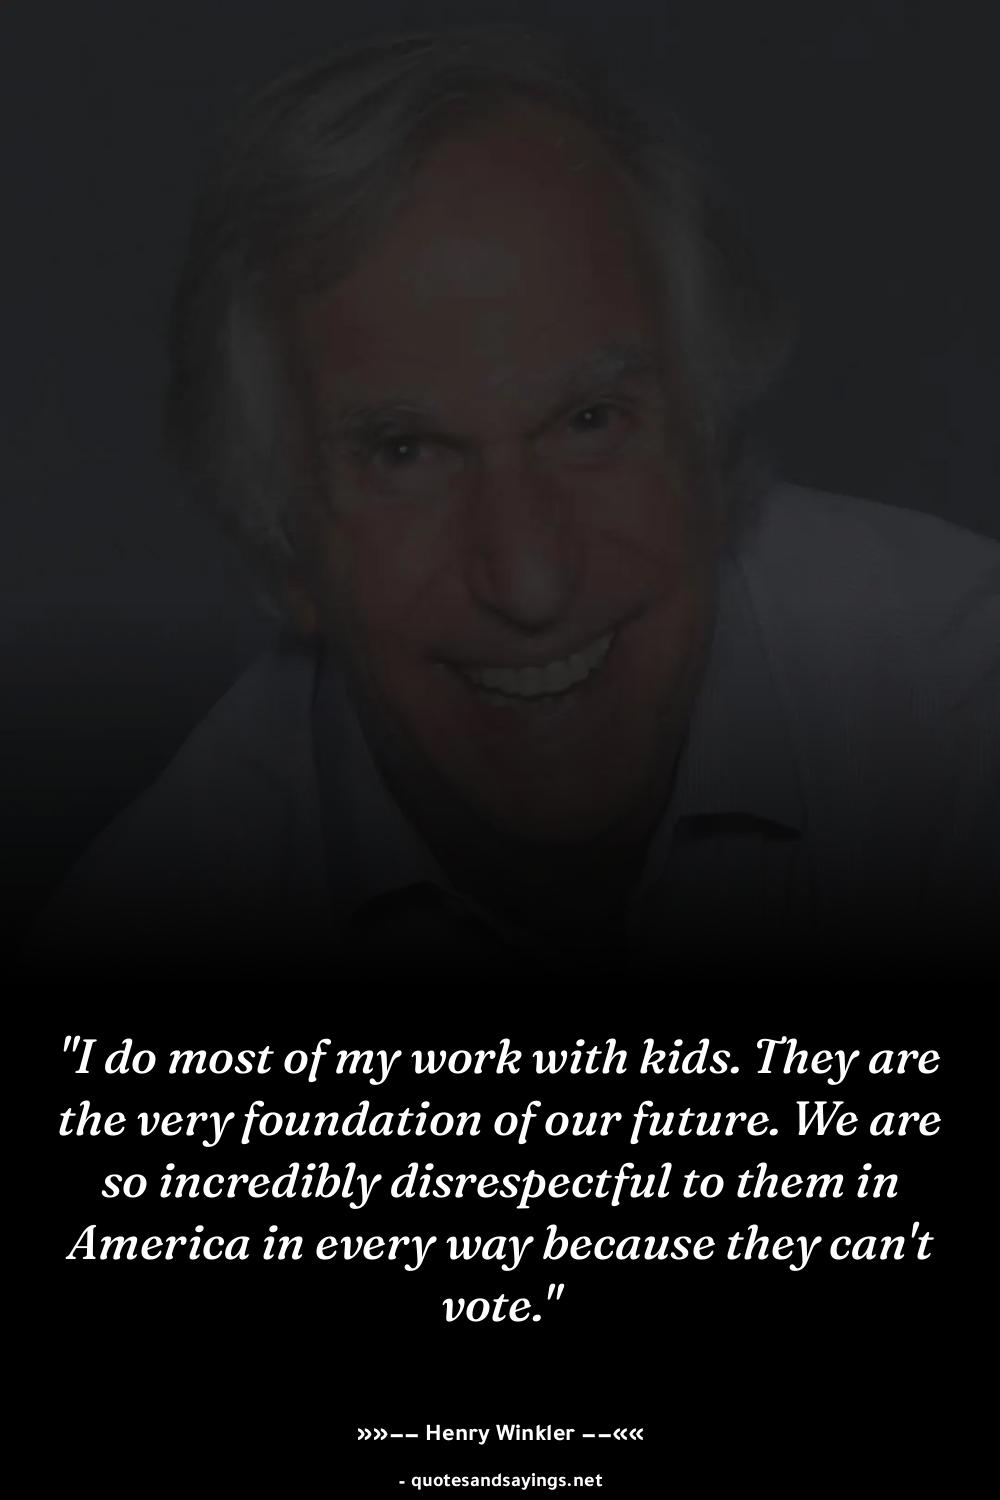 "I do most of my work with kids. They are
the very foundation of our future. We are
so incredibly disrespectful to them in
America in every way because they can't
vote."
»»–– Henry Winkler ––««
- quotesandsayings.net